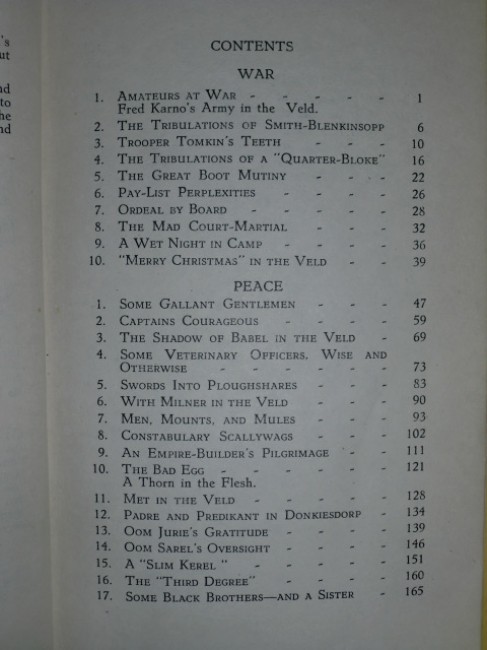 's
ut
nd
to
he
nd
CONTENTS
WAR
1. AMATEURS AT WAR - - - - - 1
Fred Karno's Army in the Veld.
2. THE TRIBULATIONS OF SMITH-BLENKINSOPP 6
3. TROOPER TOMKIN'S TEETH - - - 10
4. THE TRIBULATIONS OF A "QUARTER-BLOKE" 16
5. THE GREAT BOOT MUTINY - - - 22
6. PAY-LIST PERPLEXITIES - - - - 26
7. ORDEAL BY BOARD - - - - - 28
8. THE MAD COURT-MARTIAL - - - 32
9. A WET NIGHT IN CAMP - - - - 36
10. "MERRY CHRISTMAS" IN THE VELD - - 39
PEACE
1. SOME GALLANT GENTLEMEN - - - 47
2. CAPTAINS COURAGEOUS - - - - 59
3. THE SHADOW OF BABEL IN THE VELD - 69
4. SOME VETERINARY OFFICERS, WISE AND
OTHERWISE - - - - - - 73
5. SWORDS INTO PLOUGHSHARES - - - 83
6. WITH MILNER IN THE VELD - - - 90
7. MEN, MOUNTS, AND MULES - - - 93
8. CONSTABULARY SCALLYWAGS - - - 102
9. AN EMPIRE-BUILDER'S PILGRIMAGE - - 111
10. THE BAD EGG - - - - - - 121
A Thorn in the Flesh.
11. MET IN THE VELD - - - - - 128
12. PADRE AND PREDIKANT IN DONKIESDORP - 134
13. OOM JURIE'S GRATITUDE - - - - 139
14. OOM SAREL'S OVERSIGHT - - - - 146
15. A "SLIM KEREL " - - - - - 151
16. THE "THIRD DEGREE" - - - - 160
17. SOME BLACK BROTHERS—AND A SISTER - 165